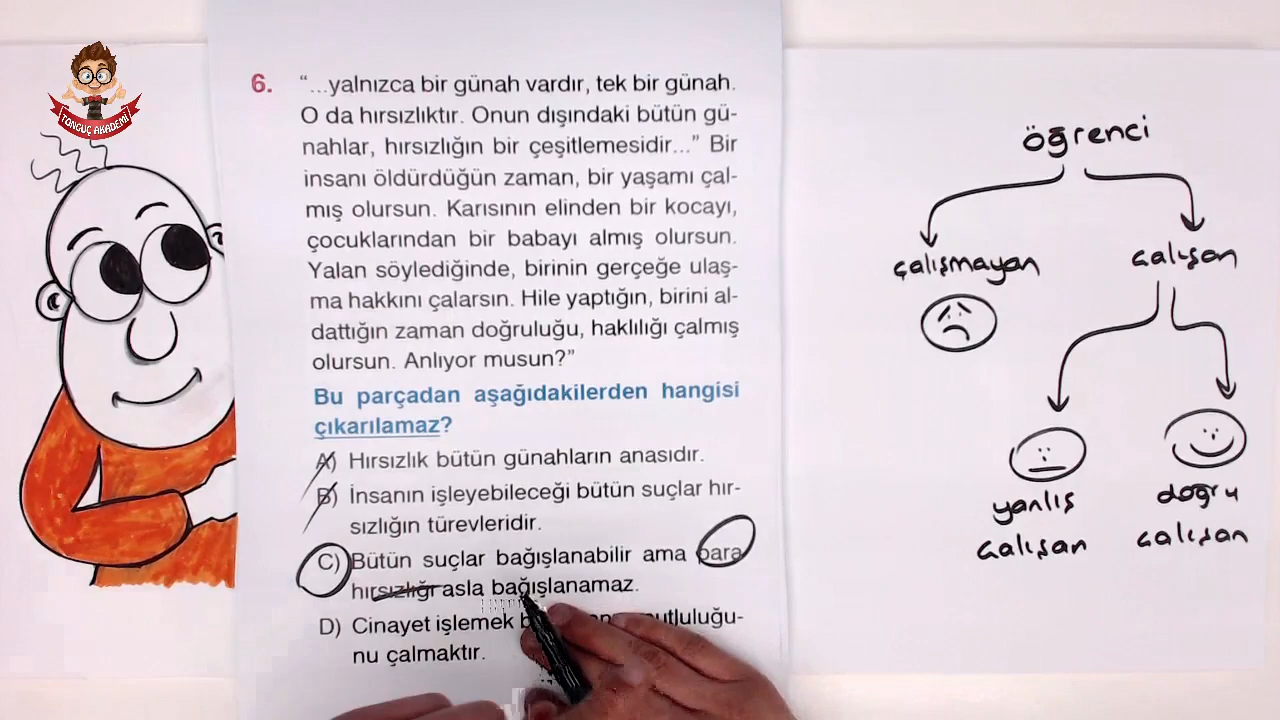 TONGUÇ AKADEMİ
6. “...yalnızca bir günah vardır, tek bir günah.
O da hırsızlıktır. Onun dışındaki bütün gü-
nahlar, hırsızlığın bir çeşitlemesidir...” Bir
insanı öldürdüğün zaman, bir yaşamı çal-
mış olursun. Karısının elinden bir kocayı,
çocuklarından bir babayı almış olursun.
Yalan söylediğinde, birinin gerçeğe ulaş-
ma hakkını çalarsın. Hile yaptığın, birini al-
dattığın zaman doğruluğu, haklılığı çalmış
olursun. Anlıyor musun?”
Bu parçadan aşağıdakilerden hangisi
çıkarılamaz?
A) Hırsızlık bütün günahların anasıdır.
B) İnsanın işleyebileceği bütün suçlar hır-
sızlığın türevleridir.
C) Bütün suçlar bağışlanabilir ama para
hırsızlığı asla bağışlanamaz.
D) Cinayet işlemek mutluluğu-
nu çalmaktır.
öğrenci
çalışmayan
çalışan
yanlış
çalışan
doğru
çalışan